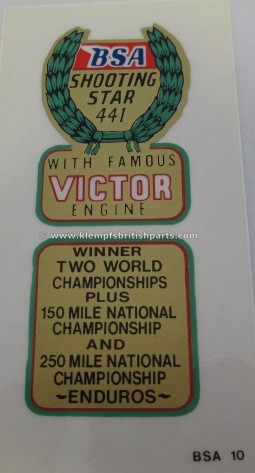 BSA
SHOOTING
STAR
441
WITH FAMOUS
VICTOR
ENGINE
© www.klempfsbritishparts.com ©
WINNER
TWO WORLD
CHAMPIONSHIPS
PLUS
150 MILE NATIONAL
CHAMPIONSHIP
AND
250 MILE NATIONAL
CHAMPIONSHIP
~ENDUROS~
BSA 10